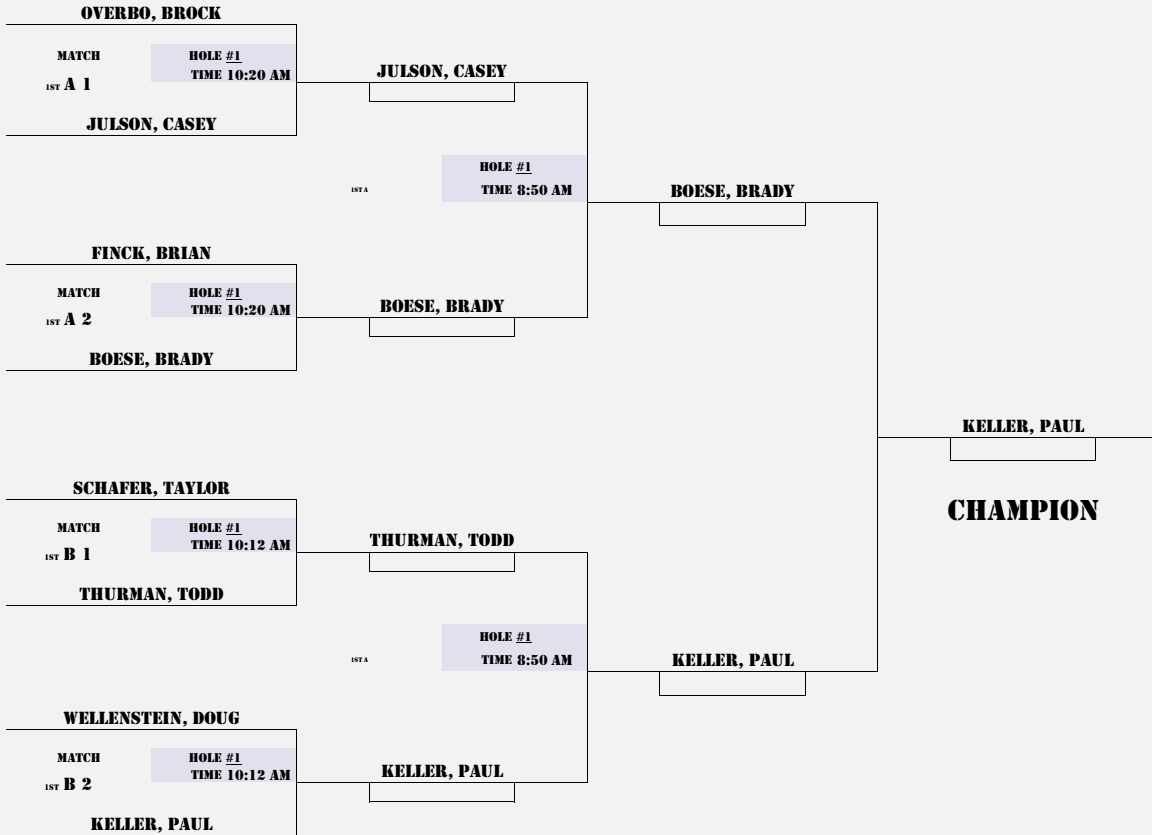 OVERBO, BROCK
MATCH
HOLE #1
TIME 10:20 AM
1ST A 1
JULSON, CASEY
JULSON, CASEY
HOLE #1
1ST A
TIME 8:50 AM
BOESE, BRADY
FINCK, BRIAN
MATCH
HOLE #1
TIME 10:20 AM
1ST A 2
BOESE, BRADY
BOESE, BRADY
KELLER, PAUL
CHAMPION
SCHAFER, TAYLOR
MATCH
HOLE #1
TIME 10:12 AM
1ST B 1
THURMAN, TODD
THURMAN, TODD
HOLE #1
1ST A
TIME 8:50 AM
KELLER, PAUL
WELLENSTEIN, DOUG
MATCH
HOLE #1
TIME 10:12 AM
1ST B 2
KELLER, PAUL
KELLER, PAUL